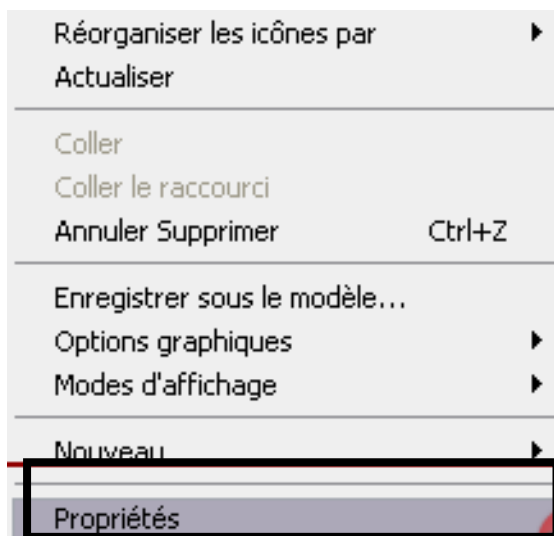 Réorganiser les icônes par
Actualiser
Coller
Coller le raccourci
Annuler Supprimer Ctrl+Z
Enregistrer sous le modèle...
Options graphiques
Modes d'affichage
Nouveau
Propriétés